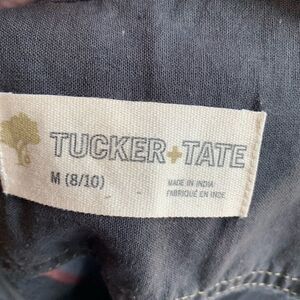 TUCKER+TATE
M (8/10)
MADE IN INDIA
FABRIQUÉ EN INDE